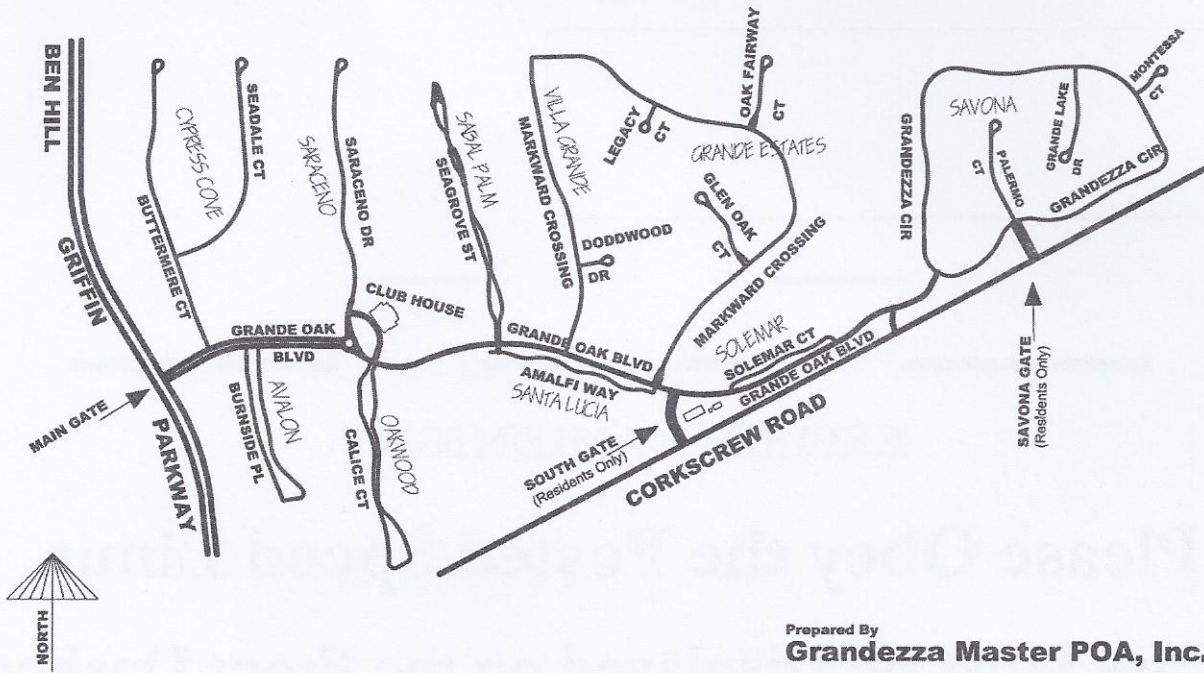 BEN HILL
GRIFFIN
PARKWAY
CYPRESS COVE
SEADALE CT
BUTTERMERE CT
SARACENO
SARACENO DR
SABAL PALM
SEAGROVE ST
VILLA GRANDE
MARKWARD CROSSING
LEGACY
CT
OAK FAIRWAY
CT
GRANDE ESTATES
GLEN OAK
CT
DODDWOOD
DR
MARKWARD CROSSING
CLUB HOUSE
GRANDE OAK
BLVD
GRANDE OAK BLVD
AMALFI WAY
SANTA LUCIA
SOLEMAR
SOLEMAR CT
GRANDE OAK BLVD
GRANDEZZA CIR
SAVONA
PALERMO
CT
GRANDE LAKE
DR
MONTESSA
CT
GRANDEZZA CIR
MAIN GATE
BURNSIDE PL
AVALON
CALICE CT
OAKWOOD
SOUTH GATE
(Residents Only)
CORKSCREW ROAD
SAVONA GATE
(Residents Only)
NORTH
Prepared By
Grandezza Master POA, Inc.
Please Obey the Posted Speed Limit